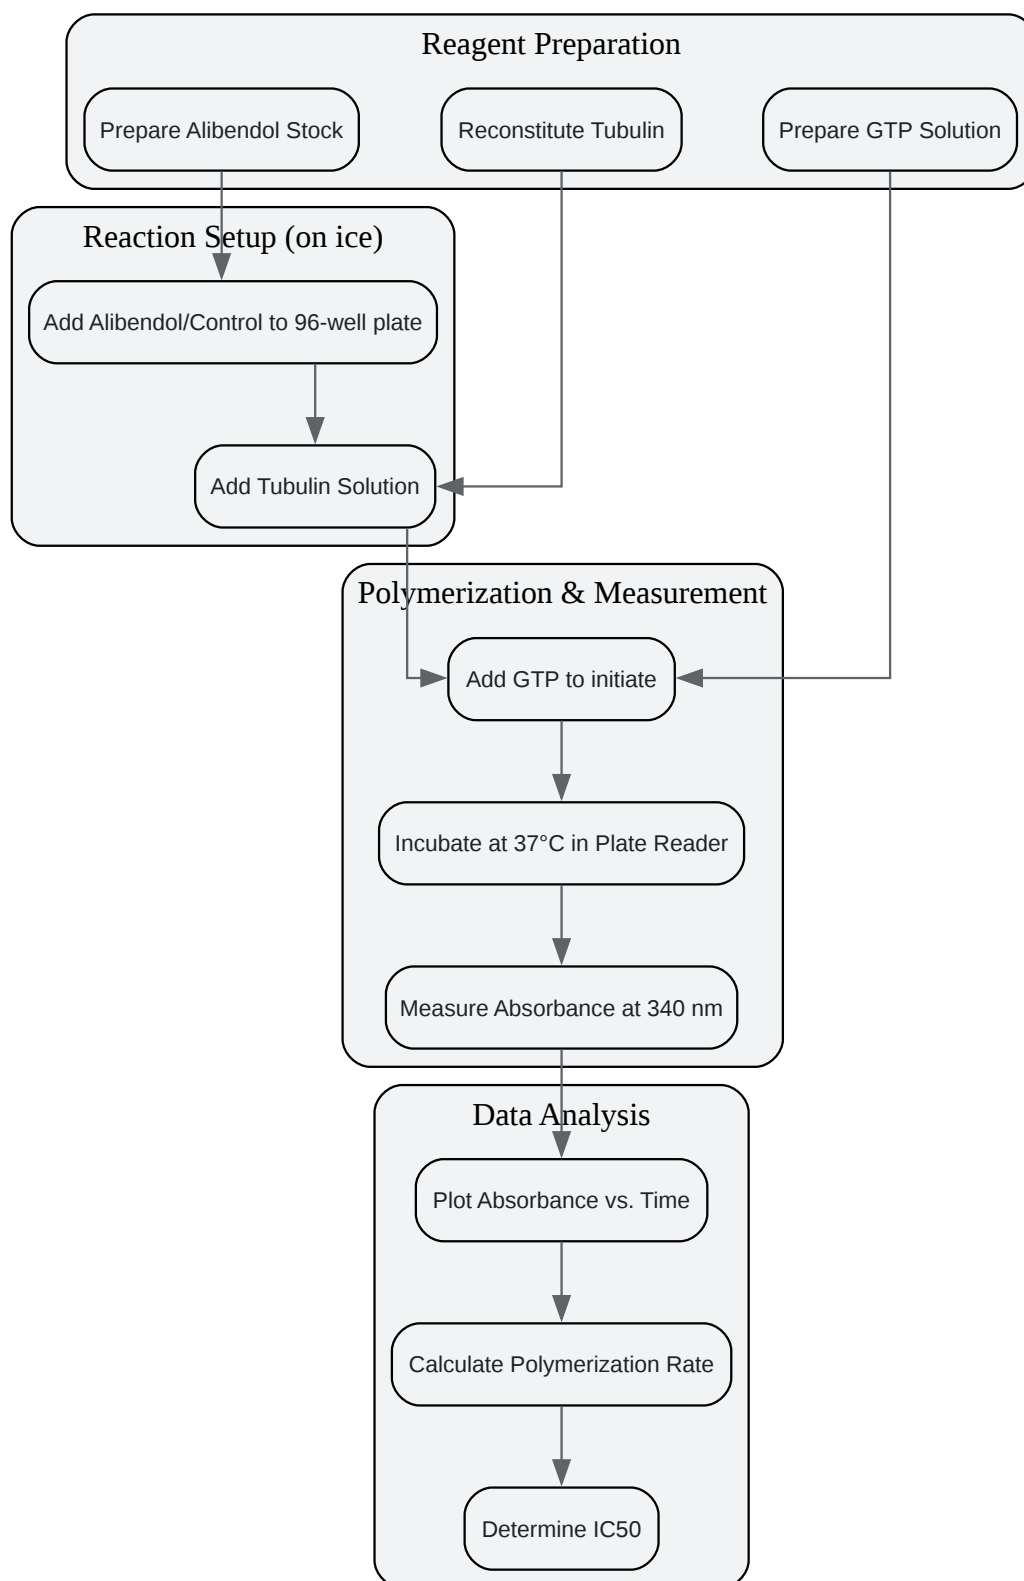 Reagent Preparation
Prepare Alibendol Stock
Reconstitute Tubulin
Prepare GTP Solution
Reaction Setup (on ice)
Add Alibendol/Control to 96-well plate
Add Tubulin Solution
Polymerization & Measurement
Add GTP to initiate
Incubate at 37°C in Plate Reader
Measure Absorbance at 340 nm
Data Analysis
Plot Absorbance vs. Time
Calculate Polymerization Rate
Determine IC50